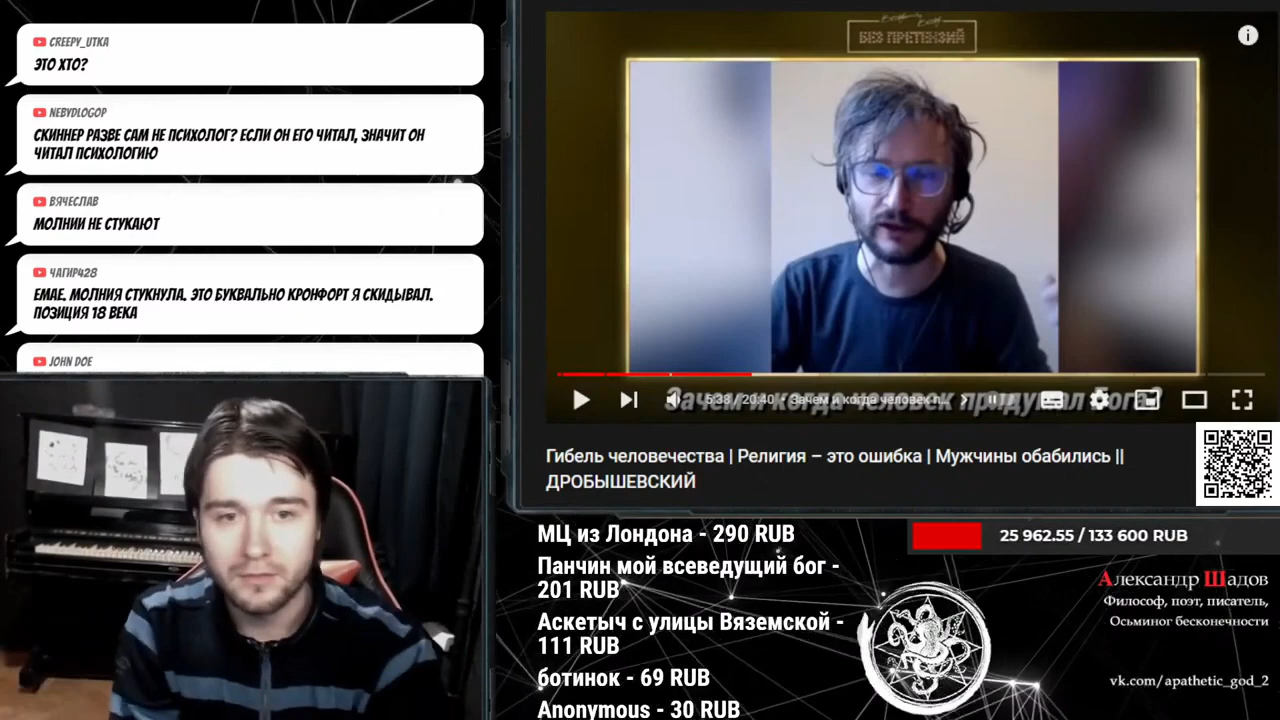 CREEPY_UTKA
ЭТО ХТО?
NEBYDLOGOP
СКИННЕР РАЗВЕ САМ НЕ ПСИХОЛОГ? ЕСЛИ ОН ЕГО ЧИТАЛ, ЗНАЧИТ ОН
ЧИТАЛ ПСИХОЛОГИЮ
ВЯЧЕСЛАВ
МОЛНИИ НЕ СТУКАЮТ
ЧАГИР428
ЕМАЕ. МОЛНИЯ СТУКНУЛА. ЭТО БУКВАЛЬНО КРОНФОРТ Я СКИДЫВАЛ.
ПОЗИЦИЯ 18 ВЕКА
JOHN DOE
БЕЗ ПРЕТЕНЗИЙ
Зачем и когда человек придумал Бога?
5:38 / 20:40 • Зачем и когда человек п...
Гибель человечества | Религия – это ошибка | Мужчины обабились ||
ДРОБЫШЕВСКИЙ
МЦ из Лондона - 290 RUB
Панчин мой всеведущий бог -
201 RUB
Аскетыч с улицы Вяземской -
111 RUB
ботинок - 69 RUB
Anonymous - 30 RUB
25 962.55 / 133 600 RUB
Александр Шадов
Философ, поэт, писатель,
Осьминог бесконечности
vk.com/apathetic_god_2